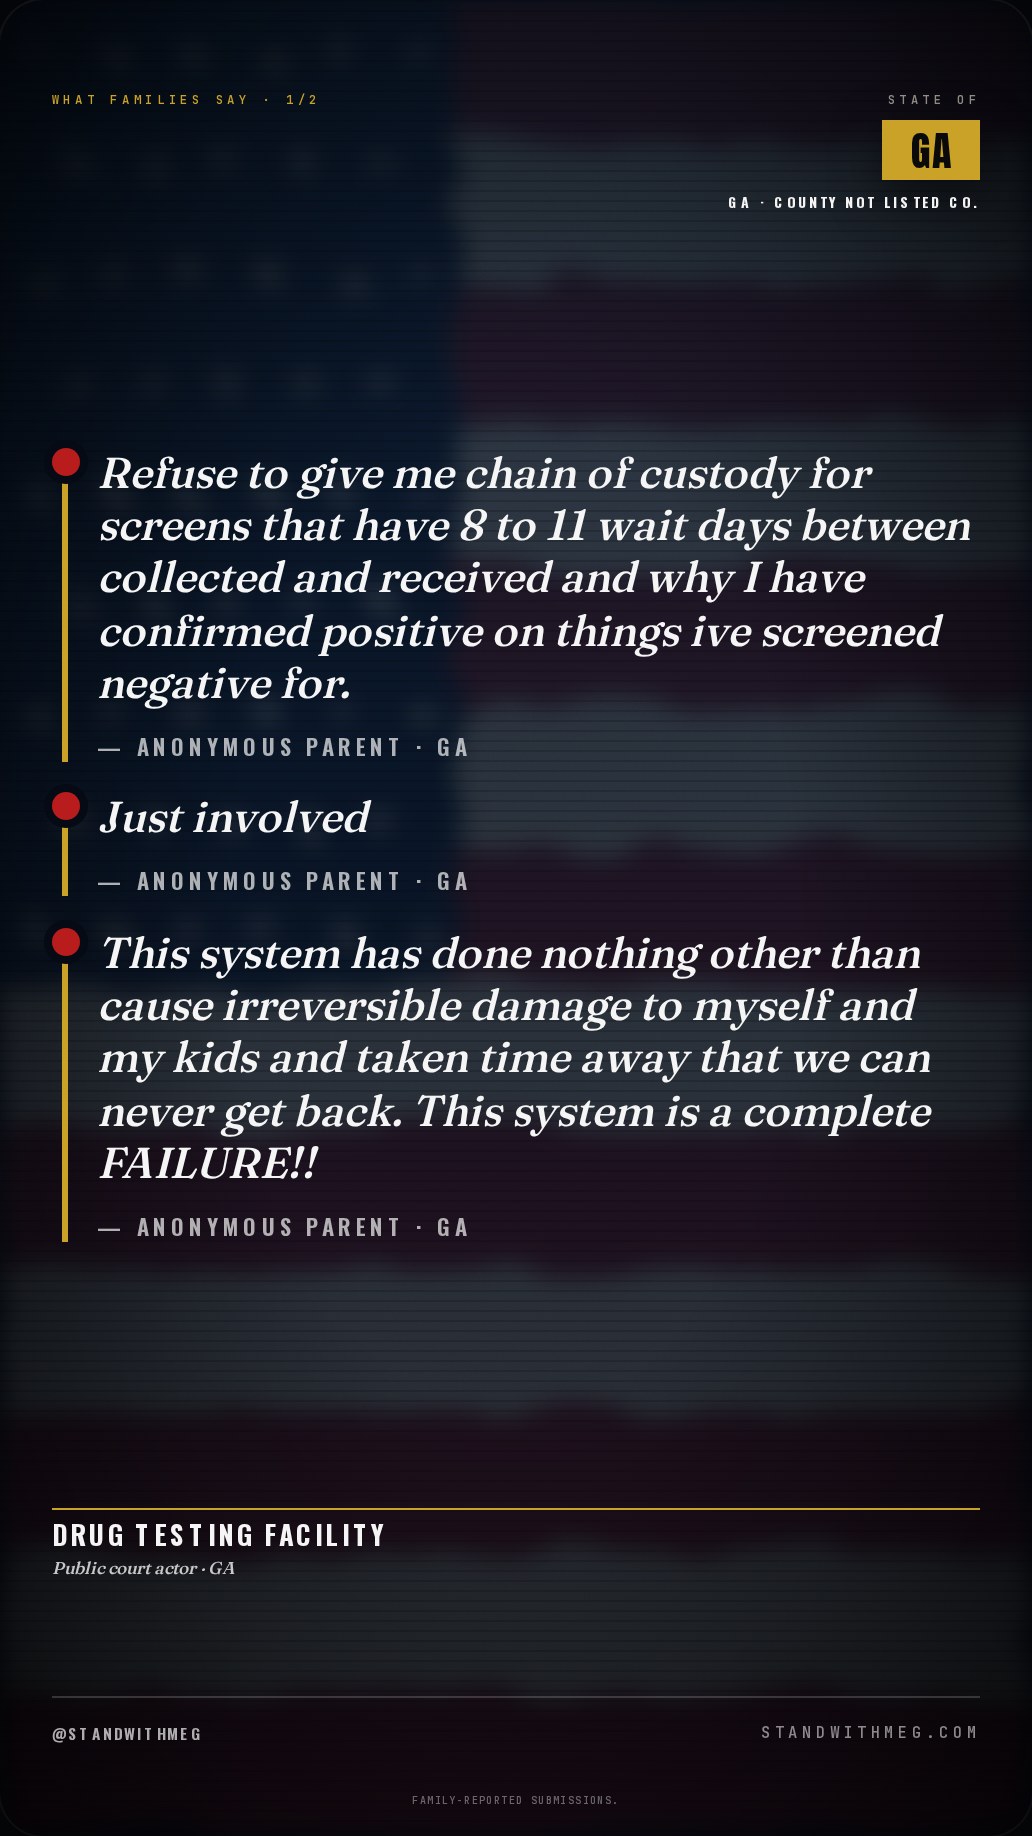 WHAT FAMILIES SAY · 1/2
STATE OF
GA
GA · COUNTY NOT LISTED CO.
Refuse to give me chain of custody for
screens that have 8 to 11 wait days between
collected and received and why I have
confirmed positive on things ive screened
negative for.
— ANONYMOUS PARENT · GA
Just involved
— ANONYMOUS PARENT · GA
This system has done nothing other than
cause irreversible damage to myself and
my kids and taken time away that we can
never get back. This system is a complete
FAILURE!!
— ANONYMOUS PARENT · GA
DRUG TESTING FACILITY
Public court actor · GA
@STANDWITHMEG
STANDWITHMEG.COM
FAMILY-REPORTED SUBMISSIONS.